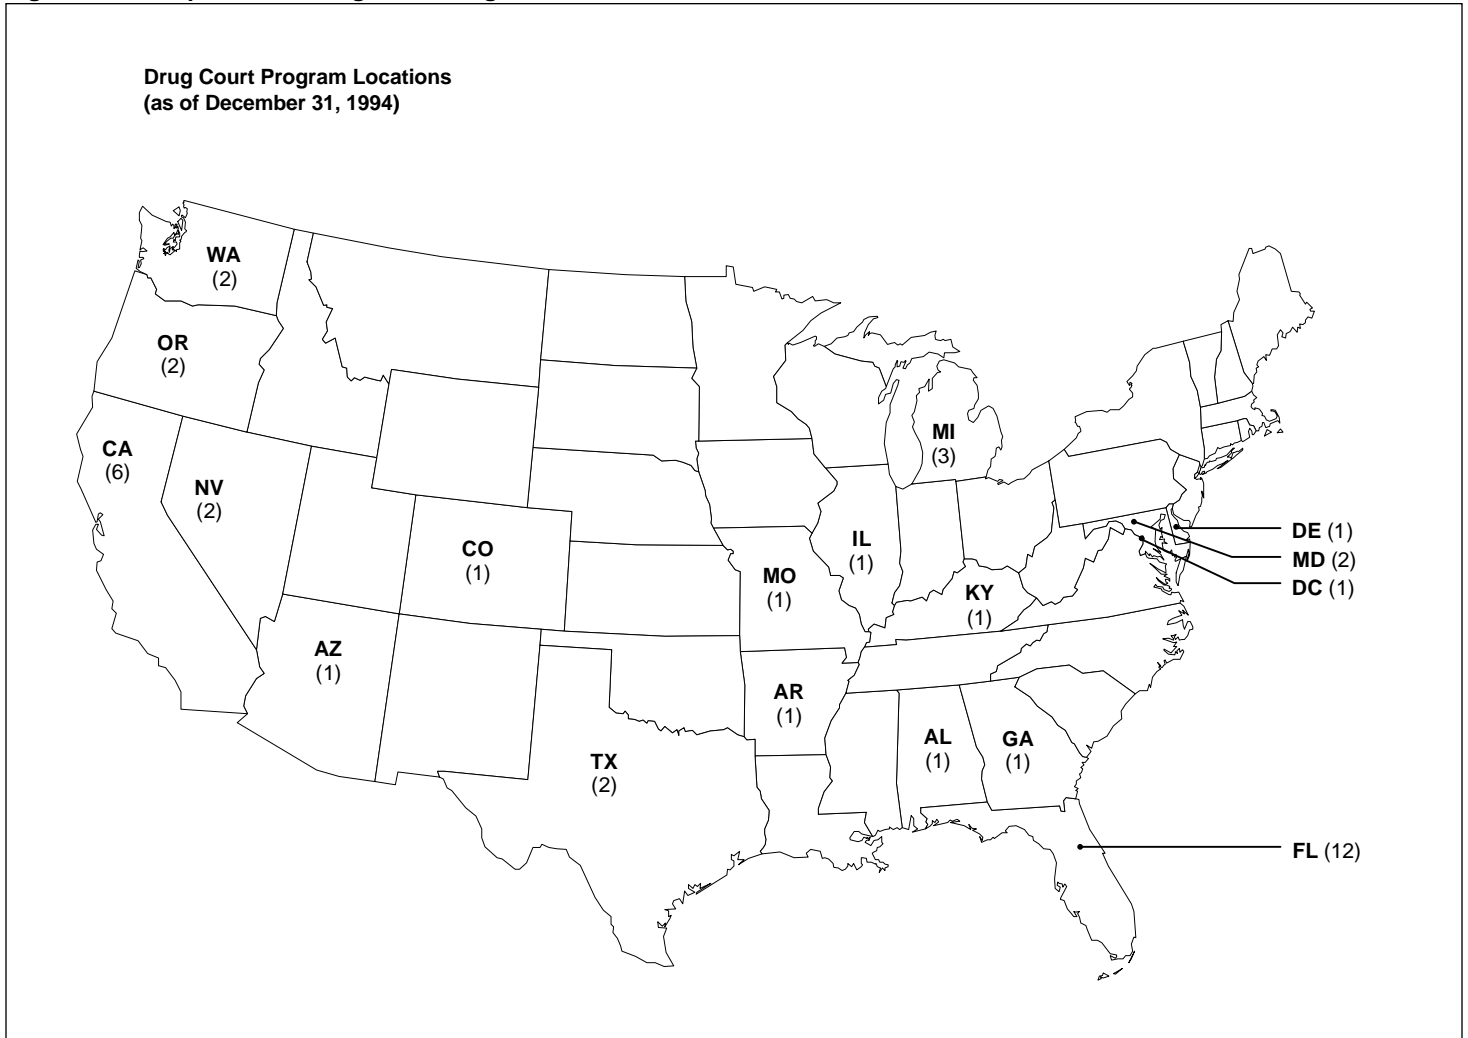 Drug Court Program Locations
(as of December 31, 1994)
WA
(2)
OR
(2)
CA
(6)
NV
(2)
CO
(1)
AZ
(1)
TX
(2)
MO
(1)
AR
(1)
IL
(1)
MI
(3)
KY
(1)
AL
(1)
GA
(1)
DE (1)
MD (2)
DC (1)
FL (12)